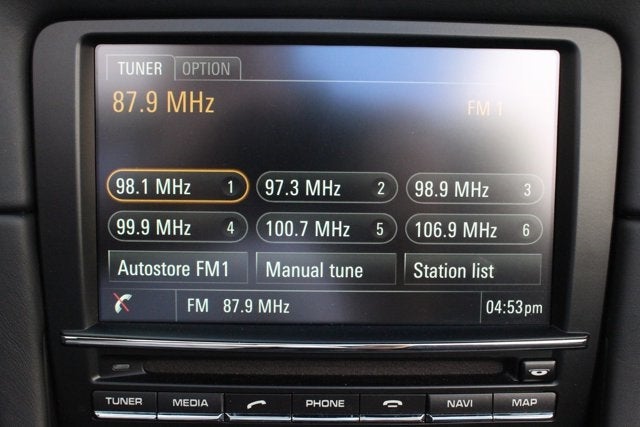 TUNER OPTION
87.9 MHz FM 1
98.1 MHz 1 97.3 MHz 2 98.9 MHz 3
99.9 MHz 4 100.7 MHz 5 106.9 MHz 6
Autostore FM1 Manual tune Station list
FM 87.9 MHz 04:53pm
TUNER MEDIA PHONE NAVI MAP